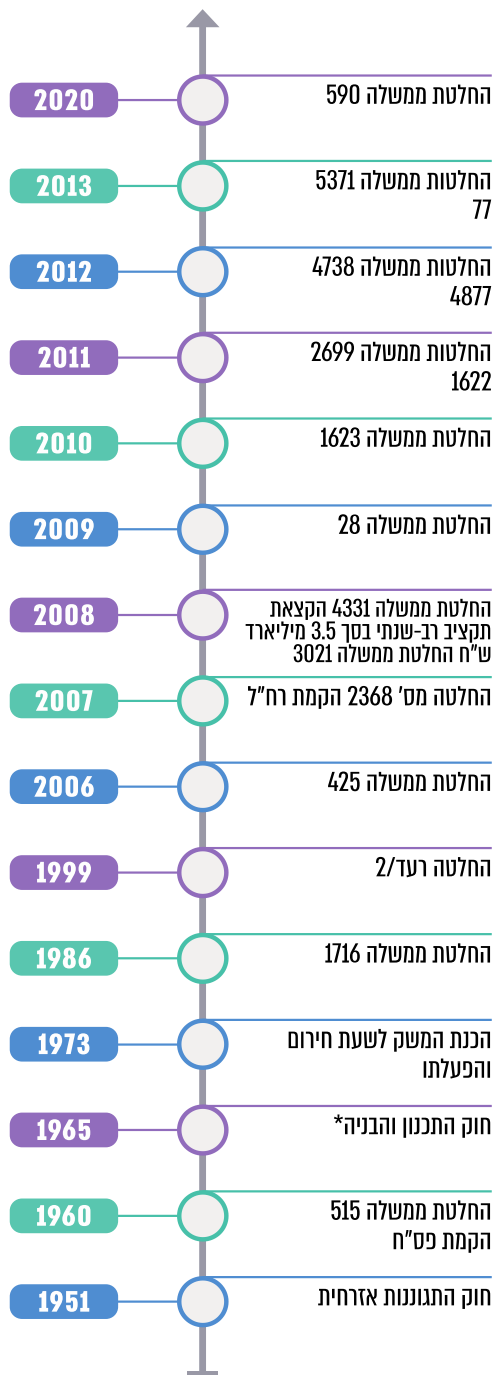 2020
החלטת ממשלה 590
2013
החלטות ממשלה 5371
77
2012
החלטות ממשלה 4738
4877
2011
החלטות ממשלה 2699
1622
2010
החלטת ממשלה 1623
2009
החלטת ממשלה 28
2008
החלטת ממשלה 4331 הקצאת
תקציב רב-שנתי בסך 3.5 מיליארד
ש"ח החלטת ממשלה 3021
2007
החלטה מס' 2368 הקמת רח"ל
2006
החלטת ממשלה 425
1999
החלטה רעד/2
1986
החלטת ממשלה 1716
1973
הכנת המשק לשעת חירום
והפעלתו
1965
חוק התכנון והבניה*
1960
החלטת ממשלה 515
הקמת פס"ח
1951
חוק התגוננות אזרחית